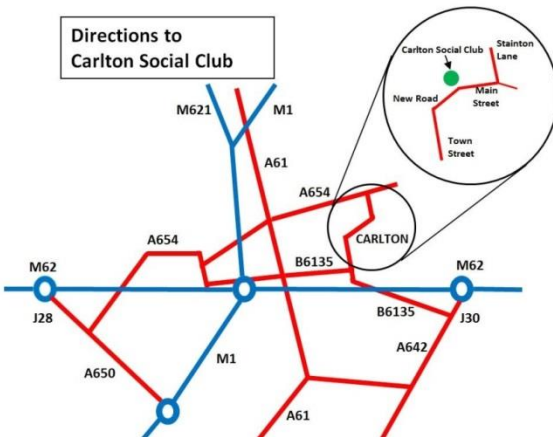 Directions to
Carlton Social Club
Carlton Social Club
Stainton
Lane
New Road
Main
Street
Town
Street
M621
M1
A61
A654
A654
CARLTON
B6135
M62
M62
J28
B6135
J30
M1
A642
A650
A61